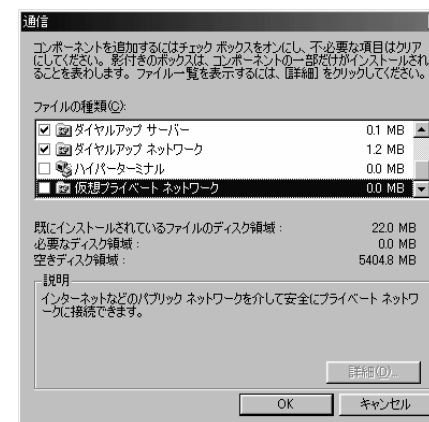 通信
コンポーネントを追加するにはチェック ボックスをオンにし、不必要な項目はクリア
にしてください。影付きのボックスは、コンポーネントの一部だけがインストールされ
ることを表わします。ファイル一覧を表示するには、[詳細] をクリックしてください。
ファイルの種類(C):
ダイヤルアップ サーバー 0.1 MB
ダイヤルアップ ネットワーク 1.2 MB
ハイパーターミナル 0.0 MB
仮想プライベート ネットワーク 0.0 MB
既にインストールされているファイルのディスク領域 : 22.0 MB
必要なディスク領域 : 0.0 MB
空きディスク領域 : 5404.8 MB
説明
インターネットなどのパブリック ネットワークを介して安全にプライベート ネットワ
ークに接続できます。
詳細(D)...
OK キャンセル